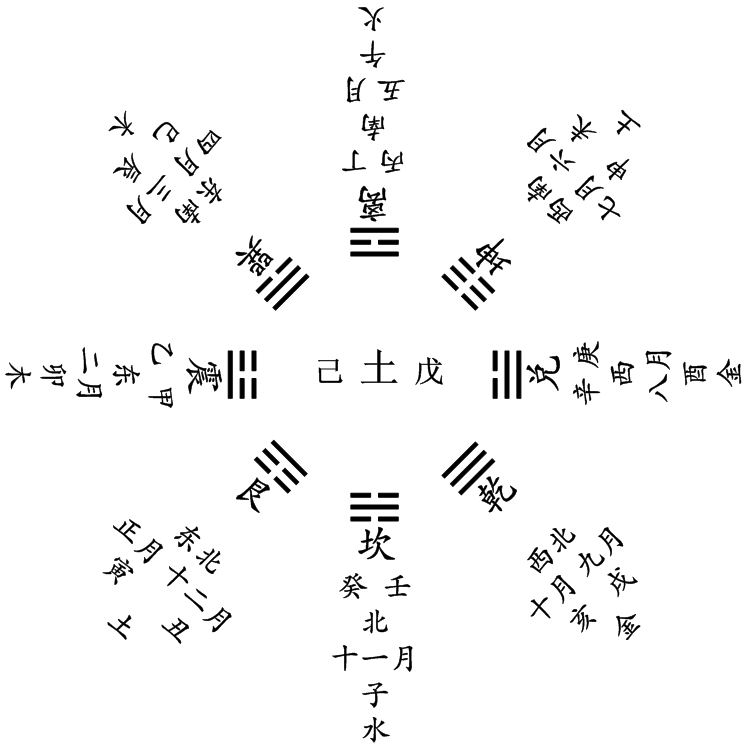 离
丙 丁
南
五月
午
火
坤
西南
七月 六月
申 未
土
兑
辛 庚
西
八月
酉
金
乾
西北
十月 九月
亥 戌
金
坎
癸 壬
北
十一月
子
水
艮
东北
正月 十二月
寅 丑
土
震
乙 甲
东
二月
卯
木
巽
东南
四月 三月
巳 辰
木
己 土 戊